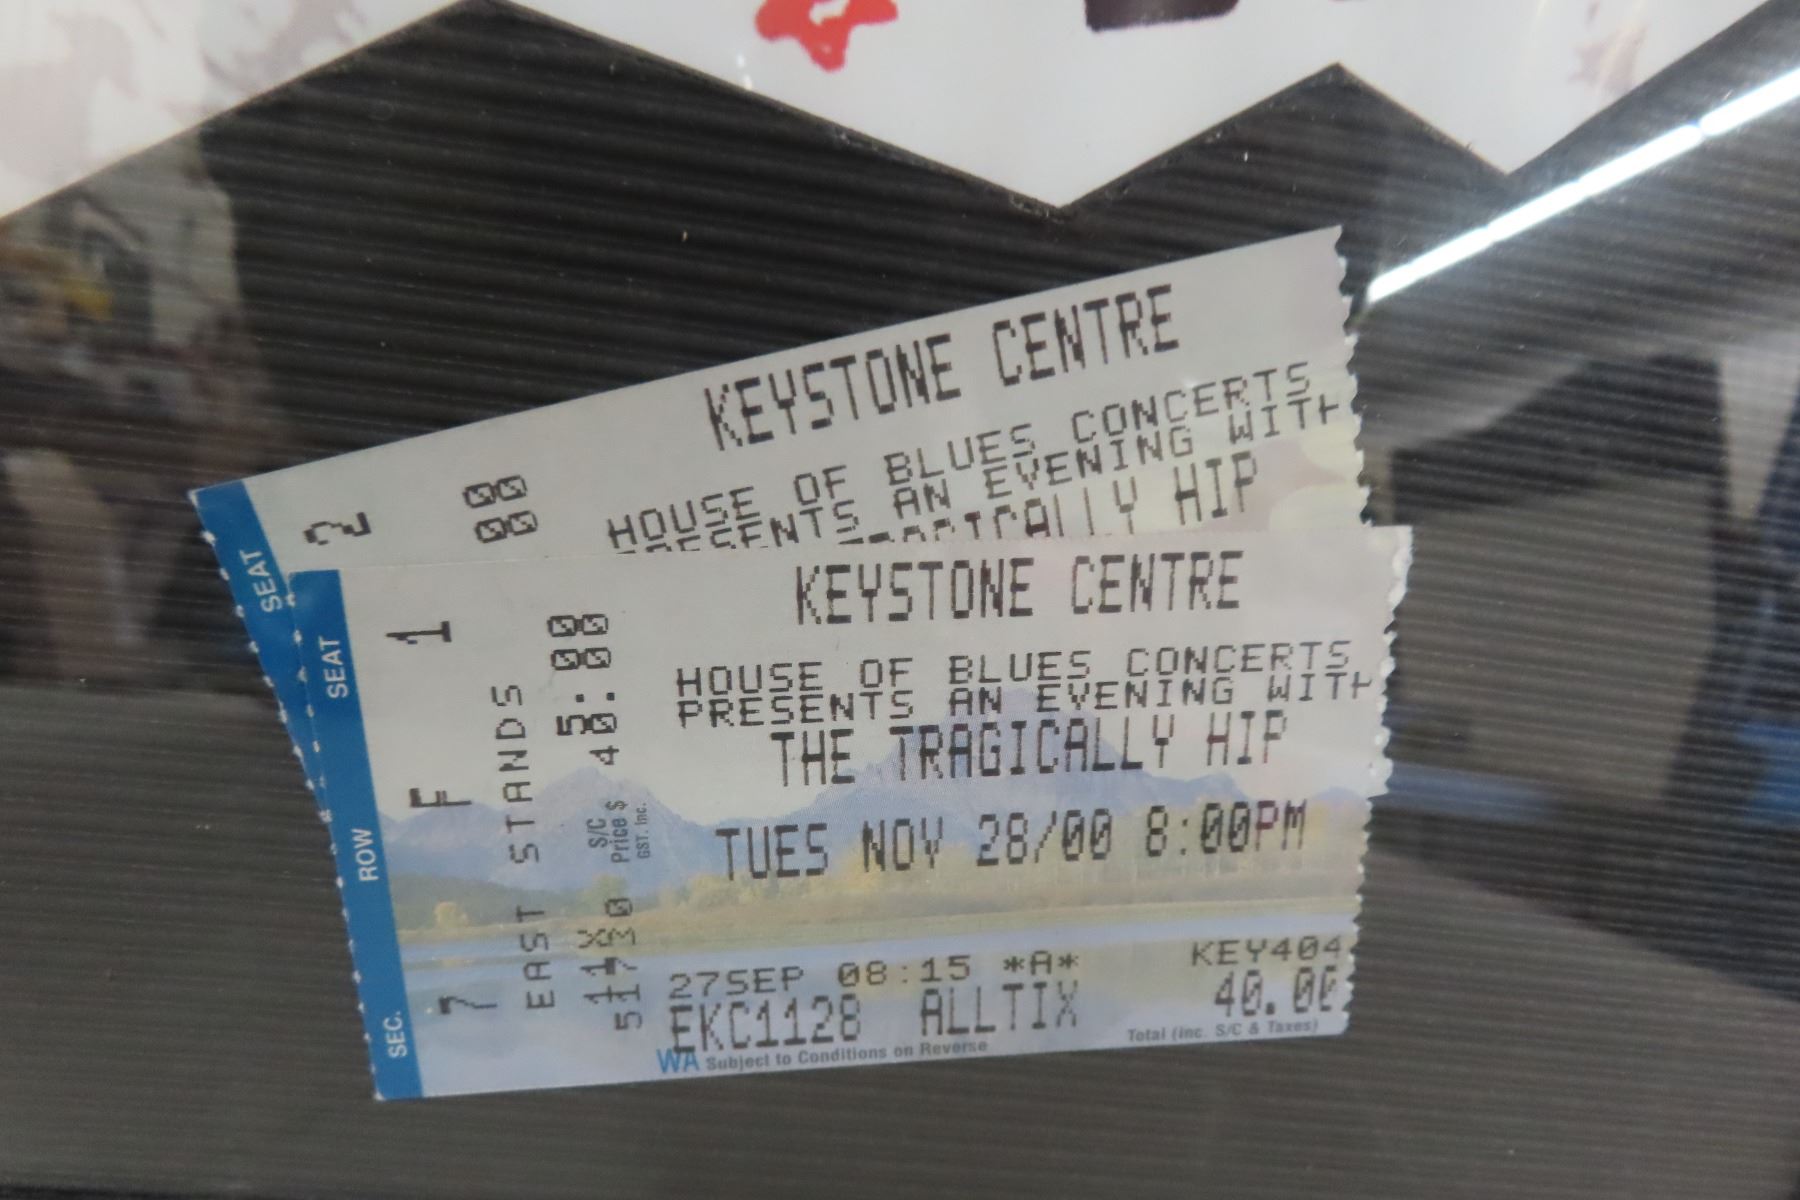 KEYSTONE CENTRE
HOUSE OF BLUES CONCERTS
PRESENTS AN EVENING WITH
TRAGICALLY HIP
SEAT 2
00
00
KEYSTONE CENTRE
HOUSE OF BLUES CONCERTS
PRESENTS AN EVENING WITH
THE TRAGICALLY HIP
TUES NOV 28/00 8:00PM
27SEP 08:15 *A* KEY404
EKC1128 ALLTIX 40.00
Total (inc. S/C & Taxes)
WA Subject to Conditions on Reverse
SEC. ROW SEAT
7 F 1
EAST STANDS
S/C 5.00
Price $ 40.00
GST. Inc.